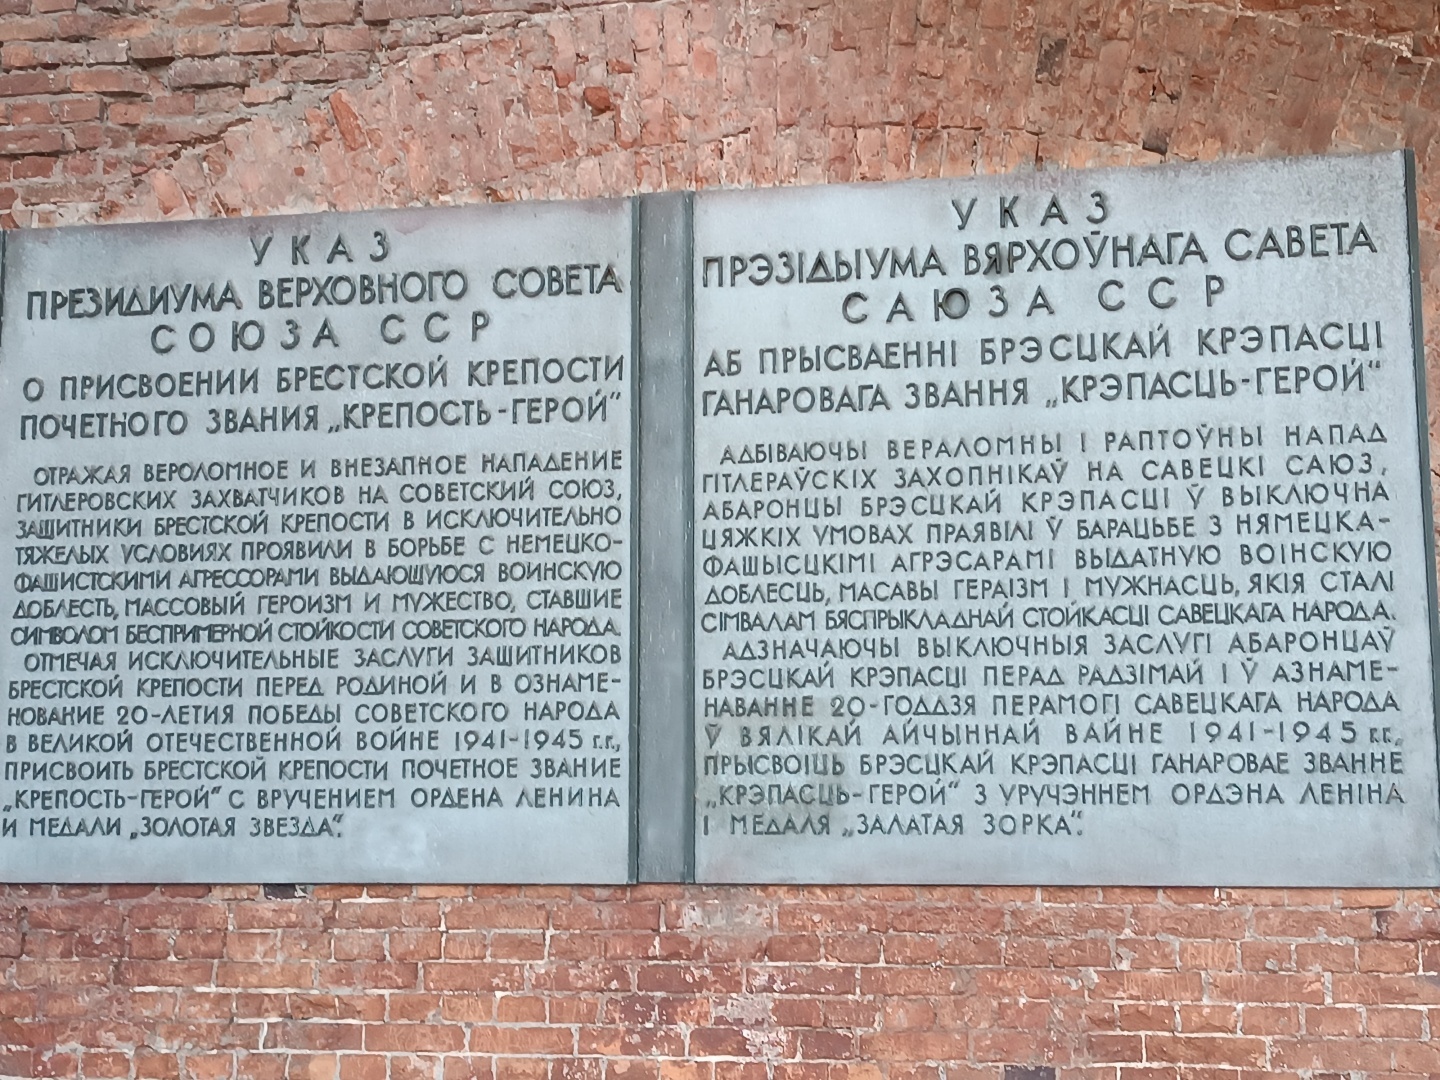 УКАЗ
ПРЕЗИДИУМА ВЕРХОВНОГО СОВЕТА
СОЮЗА ССР
О ПРИСВОЕНИИ БРЕСТСКОЙ КРЕПОСТИ
ПОЧЕТНОГО ЗВАНИЯ „КРЕПОСТЬ-ГЕРОЙ"
ОТРАЖАЯ ВЕРОЛОМНОЕ И ВНЕЗАПНОЕ НАПАДЕНИЕ
ГИТЛЕРОВСКИХ ЗАХВАТЧИКОВ НА СОВЕТСКИЙ СОЮЗ,
ЗАЩИТНИКИ БРЕСТСКОЙ КРЕПОСТИ В ИСКЛЮЧИТЕЛЬНО
ТЯЖЕЛЫХ УСЛОВИЯХ ПРОЯВИЛИ В БОРЬБЕ С НЕМЕЦКО-
ФАШИСТСКИМИ АГРЕССОРАМИ ВЫДАЮЩУЮСЯ ВОИНСКУЮ
ДОБЛЕСТЬ, МАССОВЫЙ ГЕРОИЗМ И МУЖЕСТВО, СТАВШИЕ
СИМВОЛОМ БЕСПРИМЕРНОЙ СТОЙКОСТИ СОВЕТСКОГО НАРОДА.
ОТМЕЧАЯ ИСКЛЮЧИТЕЛЬНЫЕ ЗАСЛУГИ ЗАЩИТНИКОВ
БРЕСТСКОЙ КРЕПОСТИ ПЕРЕД РОДИНОЙ И В ОЗНАМЕ-
НОВАНИЕ 20-ЛЕТИЯ ПОБЕДЫ СОВЕТСКОГО НАРОДА
В ВЕЛИКОЙ ОТЕЧЕСТВЕННОЙ ВОЙНЕ 1941-1945 г.г.,
ПРИСВОИТЬ БРЕСТСКОЙ КРЕПОСТИ ПОЧЕТНОЕ ЗВАНИЕ
„КРЕПОСТЬ-ГЕРОЙ" С ВРУЧЕНИЕМ ОРДЕНА ЛЕНИНА
И МЕДАЛИ „ЗОЛОТАЯ ЗВЕЗДА".
УКАЗ
ПРЭЗІДЫУМА ВЯРХОЎНАГА САВЕТА
САЮЗА ССР
АБ ПРЫСВАЕННІ БРЭСЦКАЙ КРЭПАСЦІ
ГАНАРОВАГА ЗВАННЯ „КРЭПАСЦЬ-ГЕРОЙ"
АДБІВАЮЧЫ ВЕРАЛОМНЫ І РАПТОЎНЫ НАПАД
ГІТЛЕРАЎСКІХ ЗАХОПНІКАЎ НА САВЕЦКІ САЮЗ,
АБАРОНЦЫ БРЭСЦКАЙ КРЭПАСЦІ Ў ВЫКЛЮЧНА
ЦЯЖКІХ УМОВАХ ПРАЯВІЛІ Ў БАРАЦЬБЕ З НЯМЕЦКА-
ФАШЫСЦКІМІ АГРЭСАРАМІ ВЫДАТНУЮ ВОІНСКУЮ
ДОБЛЕСЦЬ, МАСАВЫ ГЕРАІЗМ І МУЖНАСЦЬ, ЯКІЯ СТАЛІ
СІМВАЛАМ БЯСПРЫКЛАДНАЙ СТОЙКАСЦІ САВЕЦКАГА НАРОДА.
АДЗНАЧАЮЧЫ ВЫКЛЮЧНЫЯ ЗАСЛУГІ АБАРОНЦАЎ
БРЭСЦКАЙ КРЭПАСЦІ ПЕРАД РАДЗІМАЙ І Ў АЗНАМЕ-
НАВАННЕ 20-ГОДДЗЯ ПЕРАМОГІ САВЕЦКАГА НАРОДА
Ў ВЯЛІКАЙ АЙЧЫННАЙ ВАЙНЕ 1941-1945 г.г.,
ПРЫСВОІЦЬ БРЭСЦКАЙ КРЭПАСЦІ ГАНАРОВАЕ ЗВАННЕ
„КРЭПАСЦЬ-ГЕРОЙ" З УРУЧЭННЕМ ОРДЭНА ЛЕНІНА
І МЕДАЛЯ „ЗАЛАТАЯ ЗОРКА".